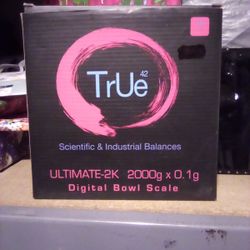 TrUe 42
Scientific & Industrial Balances
ULTIMATE-2K 2000g x 0.1g
Digital Bowl Scale